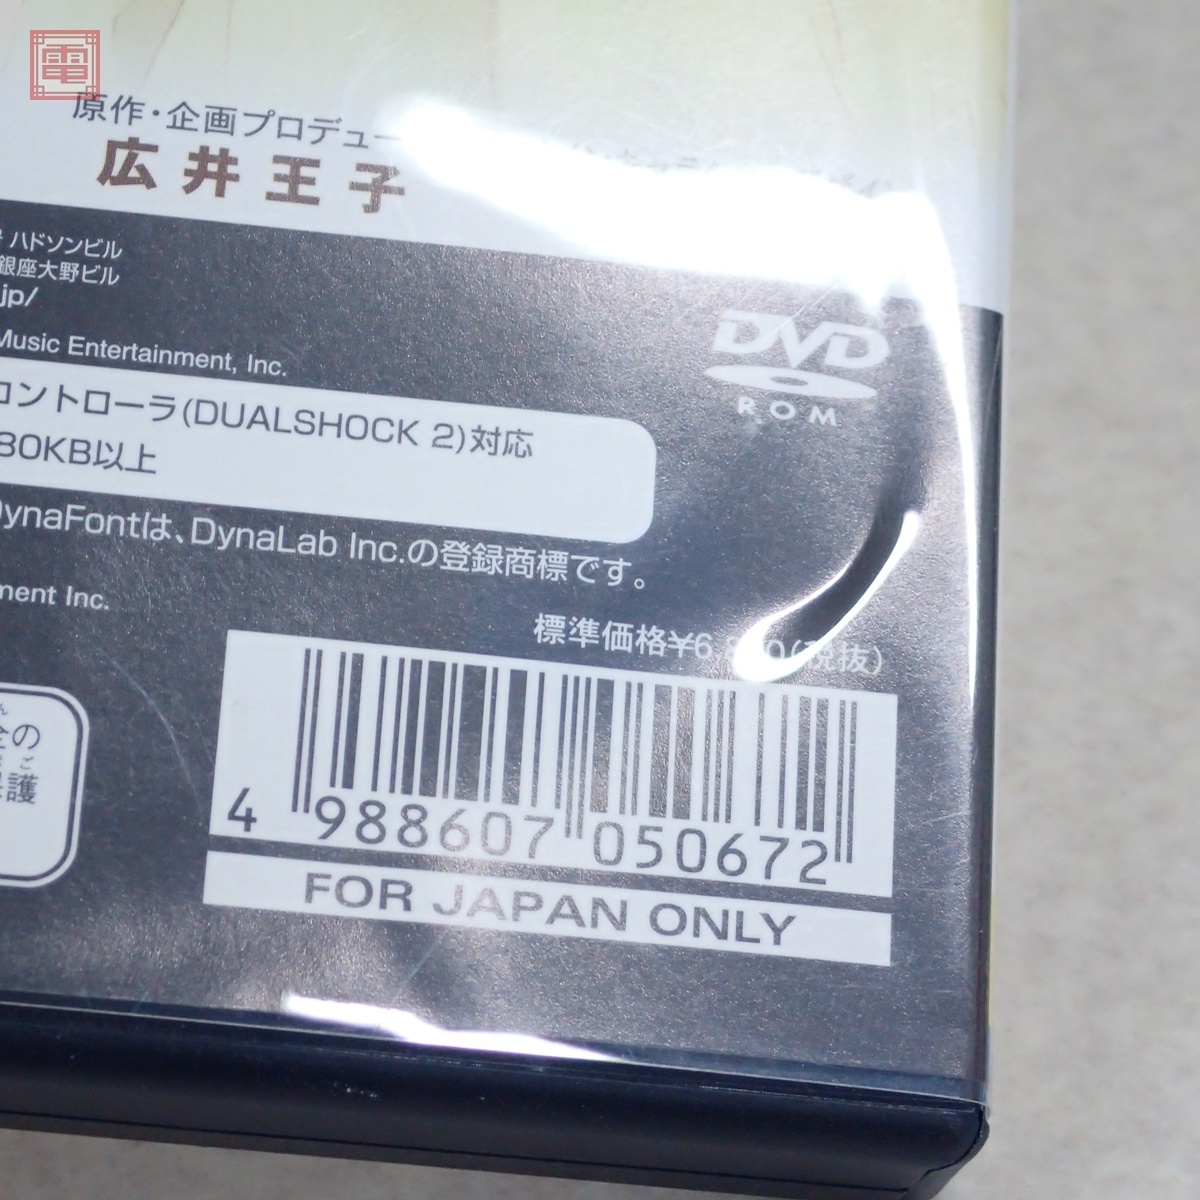 電
原作・企画プロデュー
広井王子
ハドソンビル
銀座大野ビル
jp/
Music Entertainment, Inc.
コントローラ(DUALSHOCK 2)対応
80KB以上
DVD
ROM
DynaFontは、DynaLab Inc.の登録商標です。
ment Inc.
標準価格¥6 (税抜)
の
護
4 988607 050672
FOR JAPAN ONLY